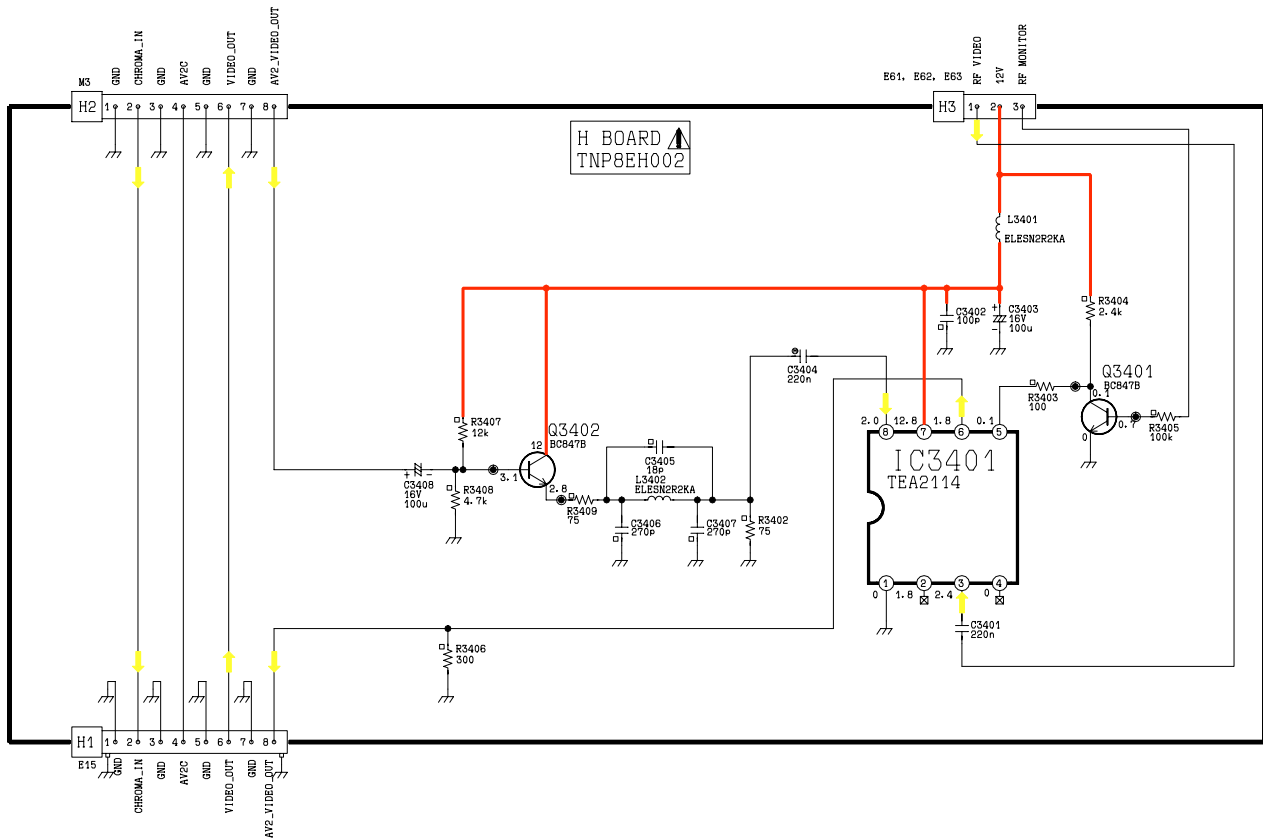 M3
GND
CHROMA_IN
GND
AV2C
GND
VIDEO_OUT
GND
AV2_VIDEO_OUT
H2
1 2 3 4 5 6 7 8
E61, E62, E63
RF VIDEO
12V
RF MONITOR
H3
1 2 3
H BOARD
TNP8EH002
L3401
ELESN2R2KA
C3402
100p
C3403
16V
100u
+
-
R3404
2.4k
C3404
220n
Q3401
BC847B
0.1
0.7
0
R3403
100
R3405
100k
R3407
12k
Q3402
BC847B
12
3.1
2.8
C3408
16V
100u
+ -
R3408
4.7k
R3409
75
C3405
18p
L3402
ELESN2R2KA
C3406
270p
C3407
270p
R3402
75
2.0 12.8 1.8 0.1
8 7 6 5
IC3401
TEA2114
1 2 3 4
0 1.8 2.4 0
C3401
220n
R3406
300
H1
1 2 3 4 5 6 7 8
E15
GND
CHROMA_IN
GND
AV2C
GND
VIDEO_OUT
GND
AV2_VIDEO_OUT